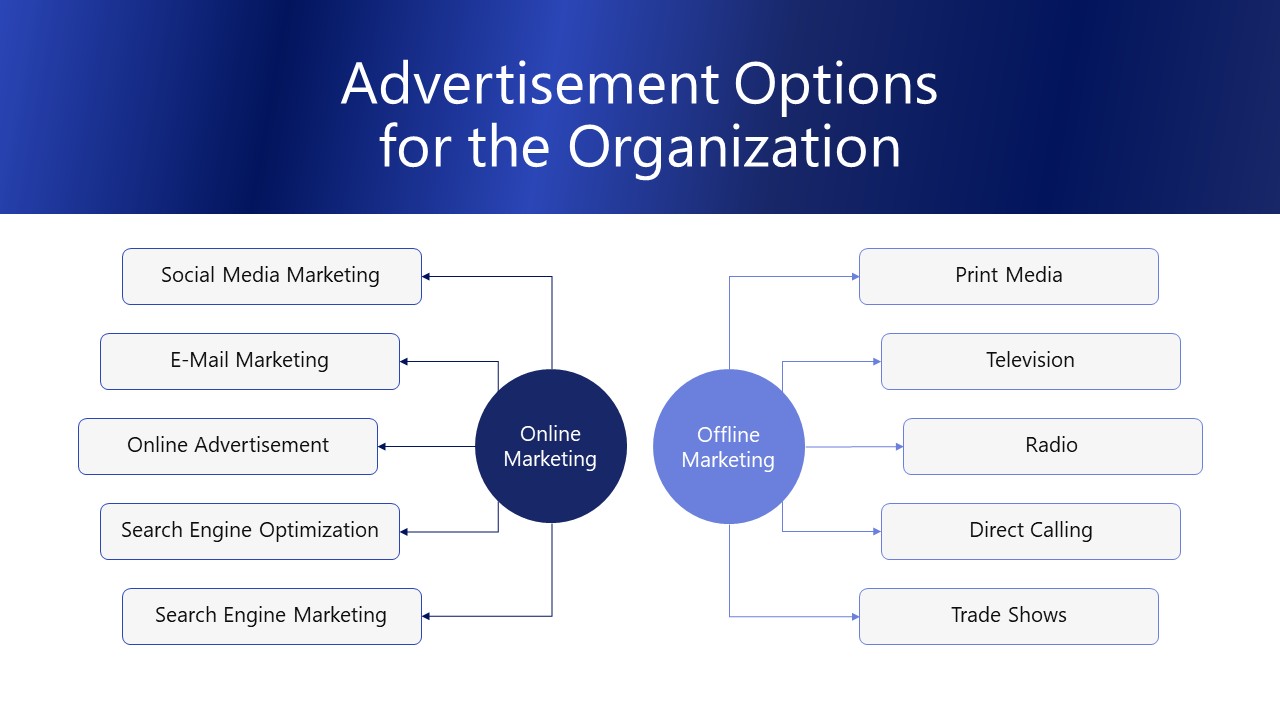 Advertisement Options
for the Organization
Social Media Marketing
E-Mail Marketing
Online Advertisement
Search Engine Optimization
Search Engine Marketing
Online
Marketing
Offline
Marketing
Print Media
Television
Radio
Direct Calling
Trade Shows